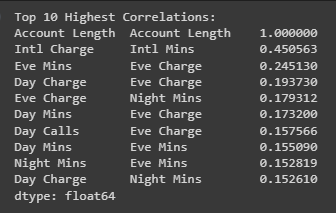 Top 10 Highest Correlations:
Account Length  Account Length    1.000000
Intl Charge     Intl Mins         0.450563
Eve Mins        Eve Charge        0.245130
Day Charge      Eve Charge        0.193730
Eve Charge      Night Mins        0.179312
Day Mins        Eve Charge        0.173200
Day Calls       Eve Charge        0.157566
Day Mins        Eve Mins          0.155090
Night Mins      Eve Mins          0.152819
Day Charge      Night Mins        0.152610
dtype: float64